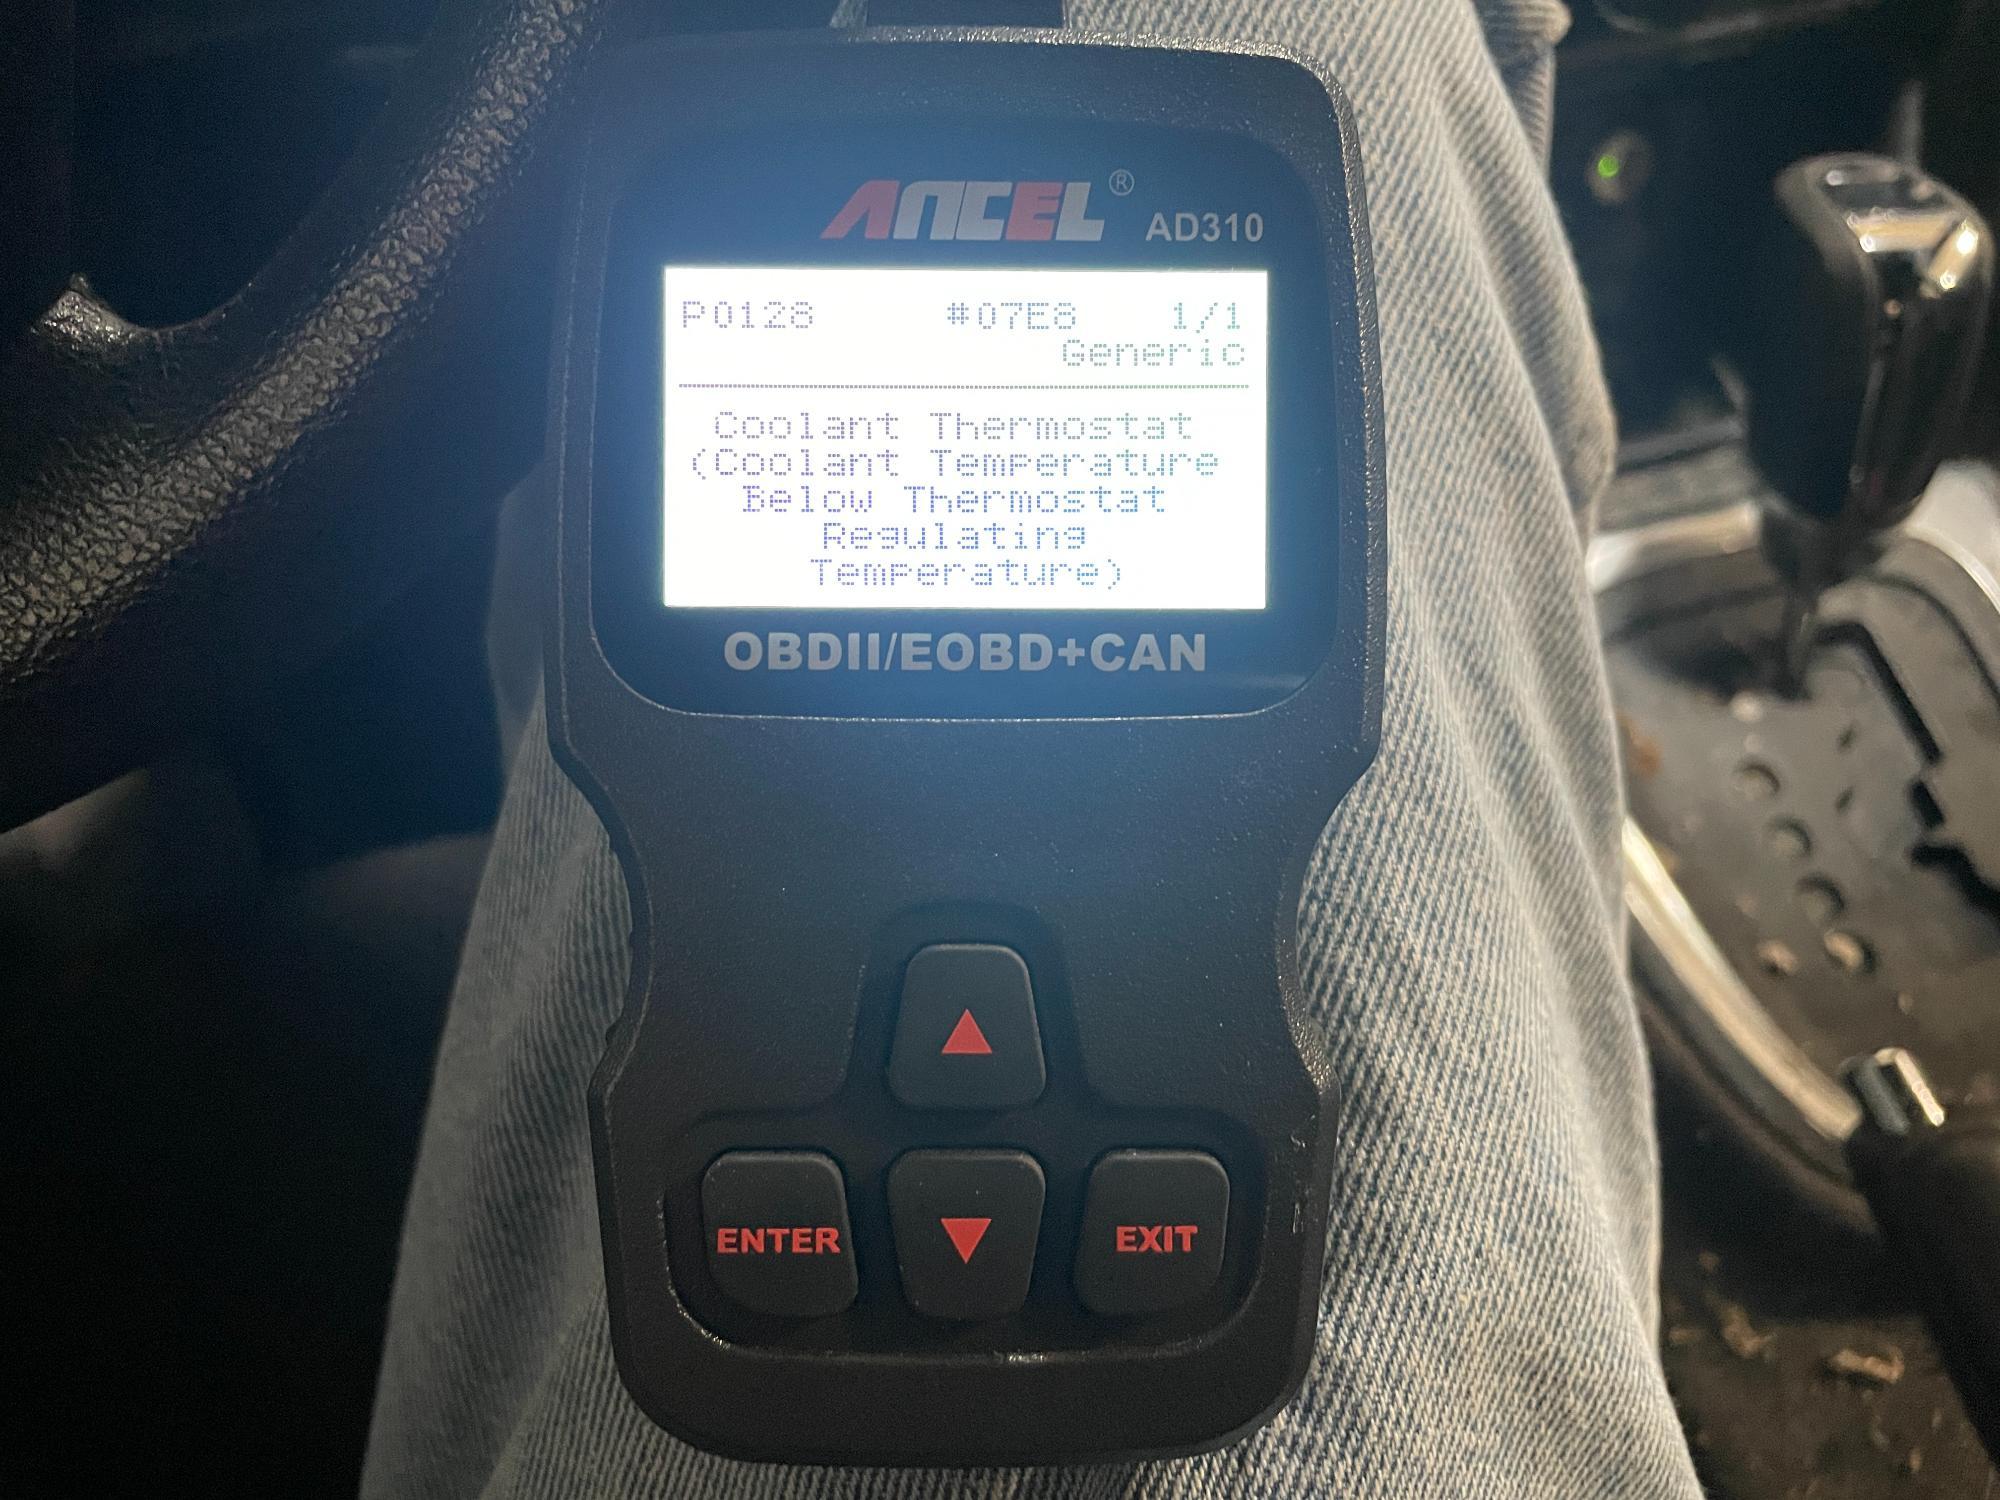 ANCEL®
AD310
P0128 #07E8 1/1
Generic
Coolant Thermostat
(Coolant Temperature
Below Thermostat
Regulating
Temperature)
OBDII/EOBD+CAN
▲
ENTER ▼ EXIT